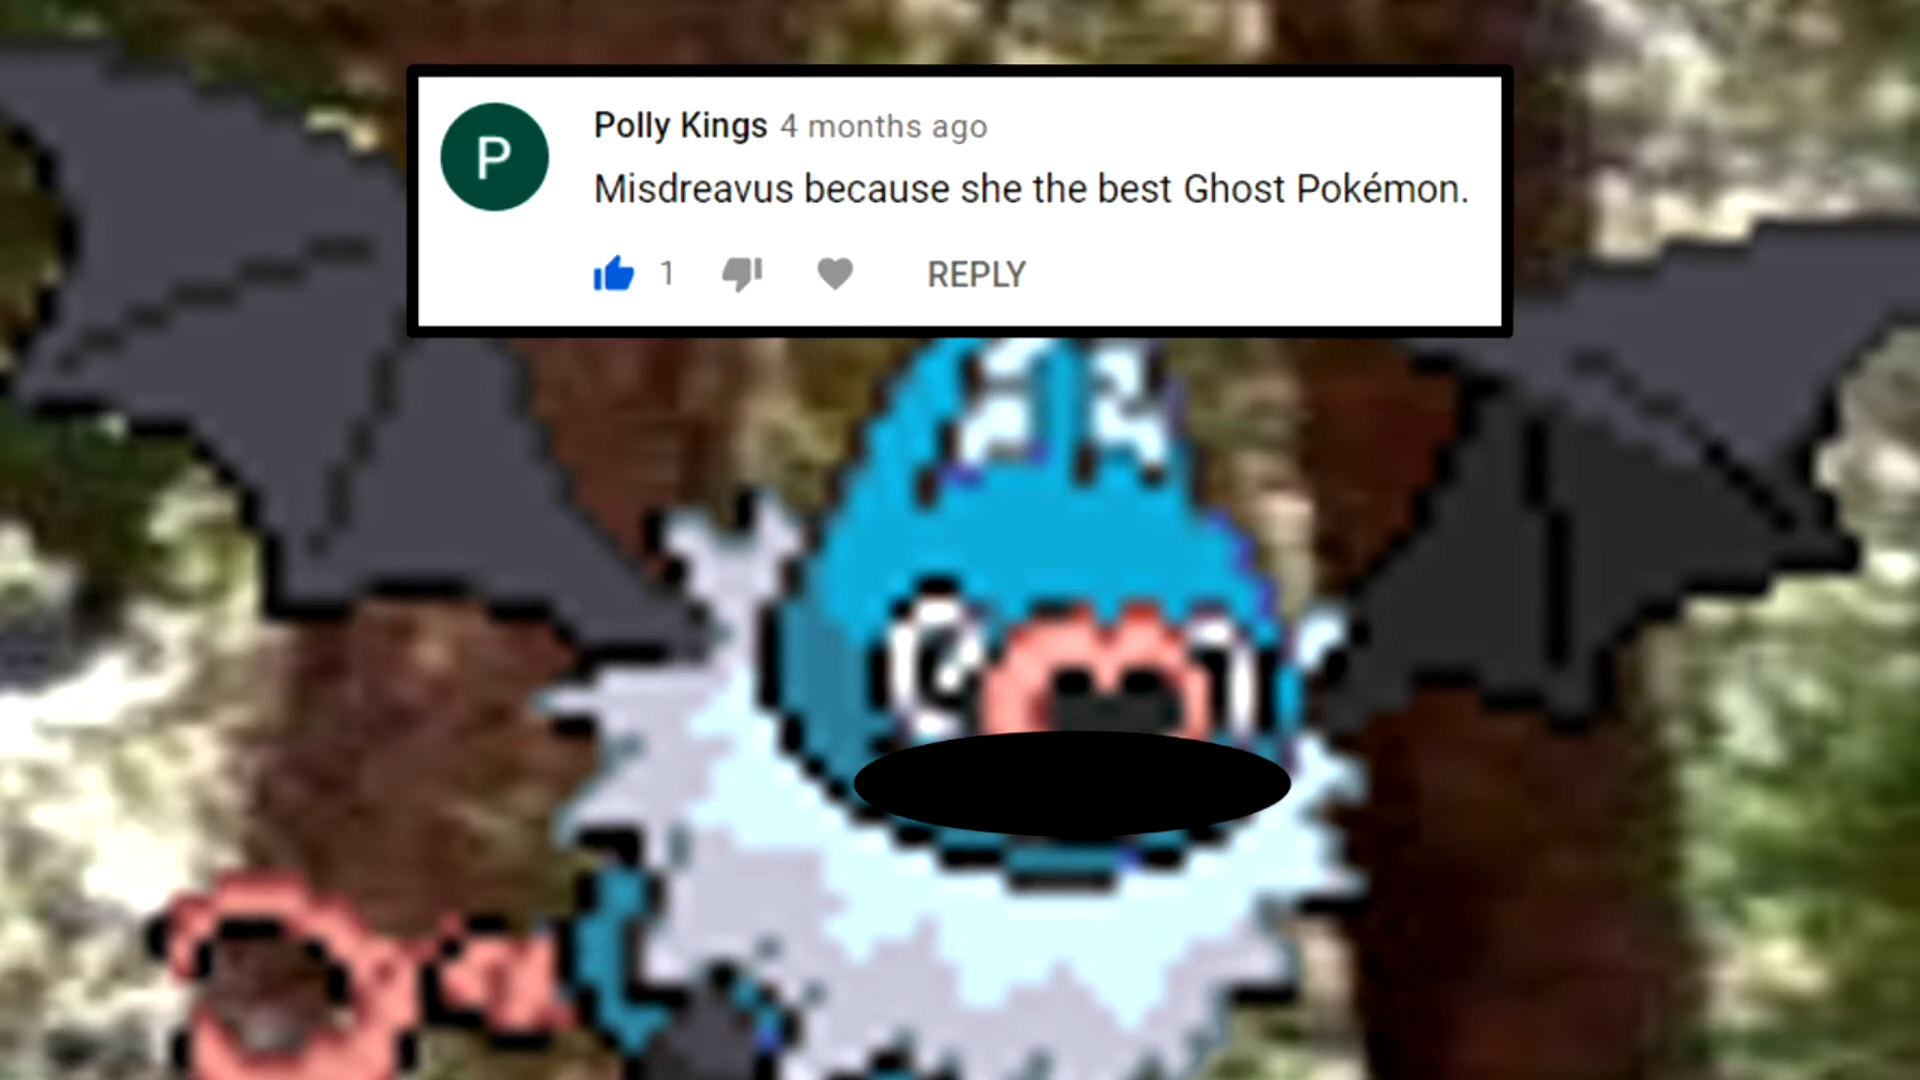 P
Polly Kings 4 months ago
Misdreavus because she the best Ghost Pokémon.
1 REPLY